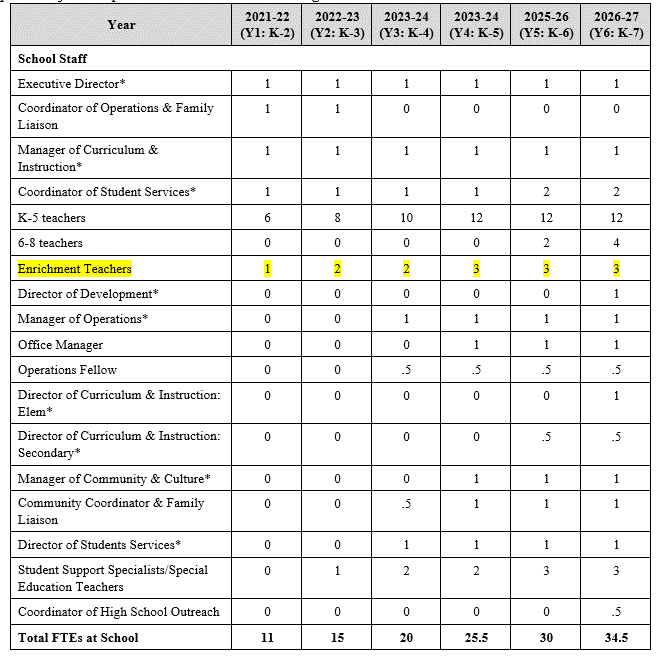 Year 2021-22 2022-23 2023-24 2023-24 2025-26 2026-27
(Y1: K-2) (Y2: K-3) (Y3: K-4) (Y4: K-5) (Y5: K-6) (Y6: K-7)
School Staff
Executive Director* 1 1 1 1 1 1
Coordinator of Operations & Family
Liaison 1 1 0 0 0 0
Manager of Curriculum &
Instruction* 1 1 1 1 1 1
Coordinator of Student Services* 1 1 1 1 2 2
K-5 teachers 6 8 10 12 12 12
6-8 teachers 0 0 0 0 2 4
Enrichment Teachers 1 2 2 3 3 3
Director of Development* 0 0 0 0 0 1
Manager of Operations* 0 0 1 1 1 1
Office Manager 0 0 0 1 1 1
Operations Fellow 0 0 .5 .5 .5 .5
Director of Curriculum & Instruction:
Elem* 0 0 0 0 0 1
Director of Curriculum & Instruction:
Secondary* 0 0 0 0 .5 .5
Manager of Community & Culture* 0 0 0 1 1 1
Community Coordinator & Family
Liaison 0 0 .5 1 1 1
Director of Students Services* 0 0 1 1 1 1
Student Support Specialists/Special
Education Teachers 0 1 2 2 3 3
Coordinator of High School Outreach 0 0 0 0 0 .5
Total FTEs at School 11 15 20 25.5 30 34.5